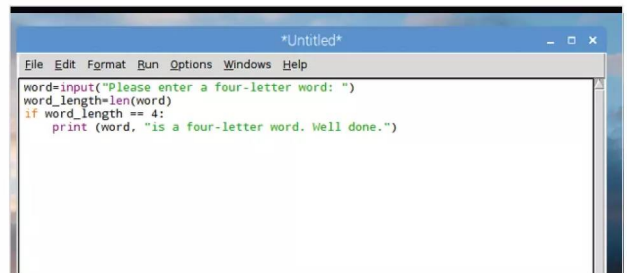 *Untitled*
File Edit Format Run Options Windows Help
word=input("Please enter a four-letter word: ")
word_length=len(word)
if word_length == 4:
    print (word, "is a four-letter word. Well done.")